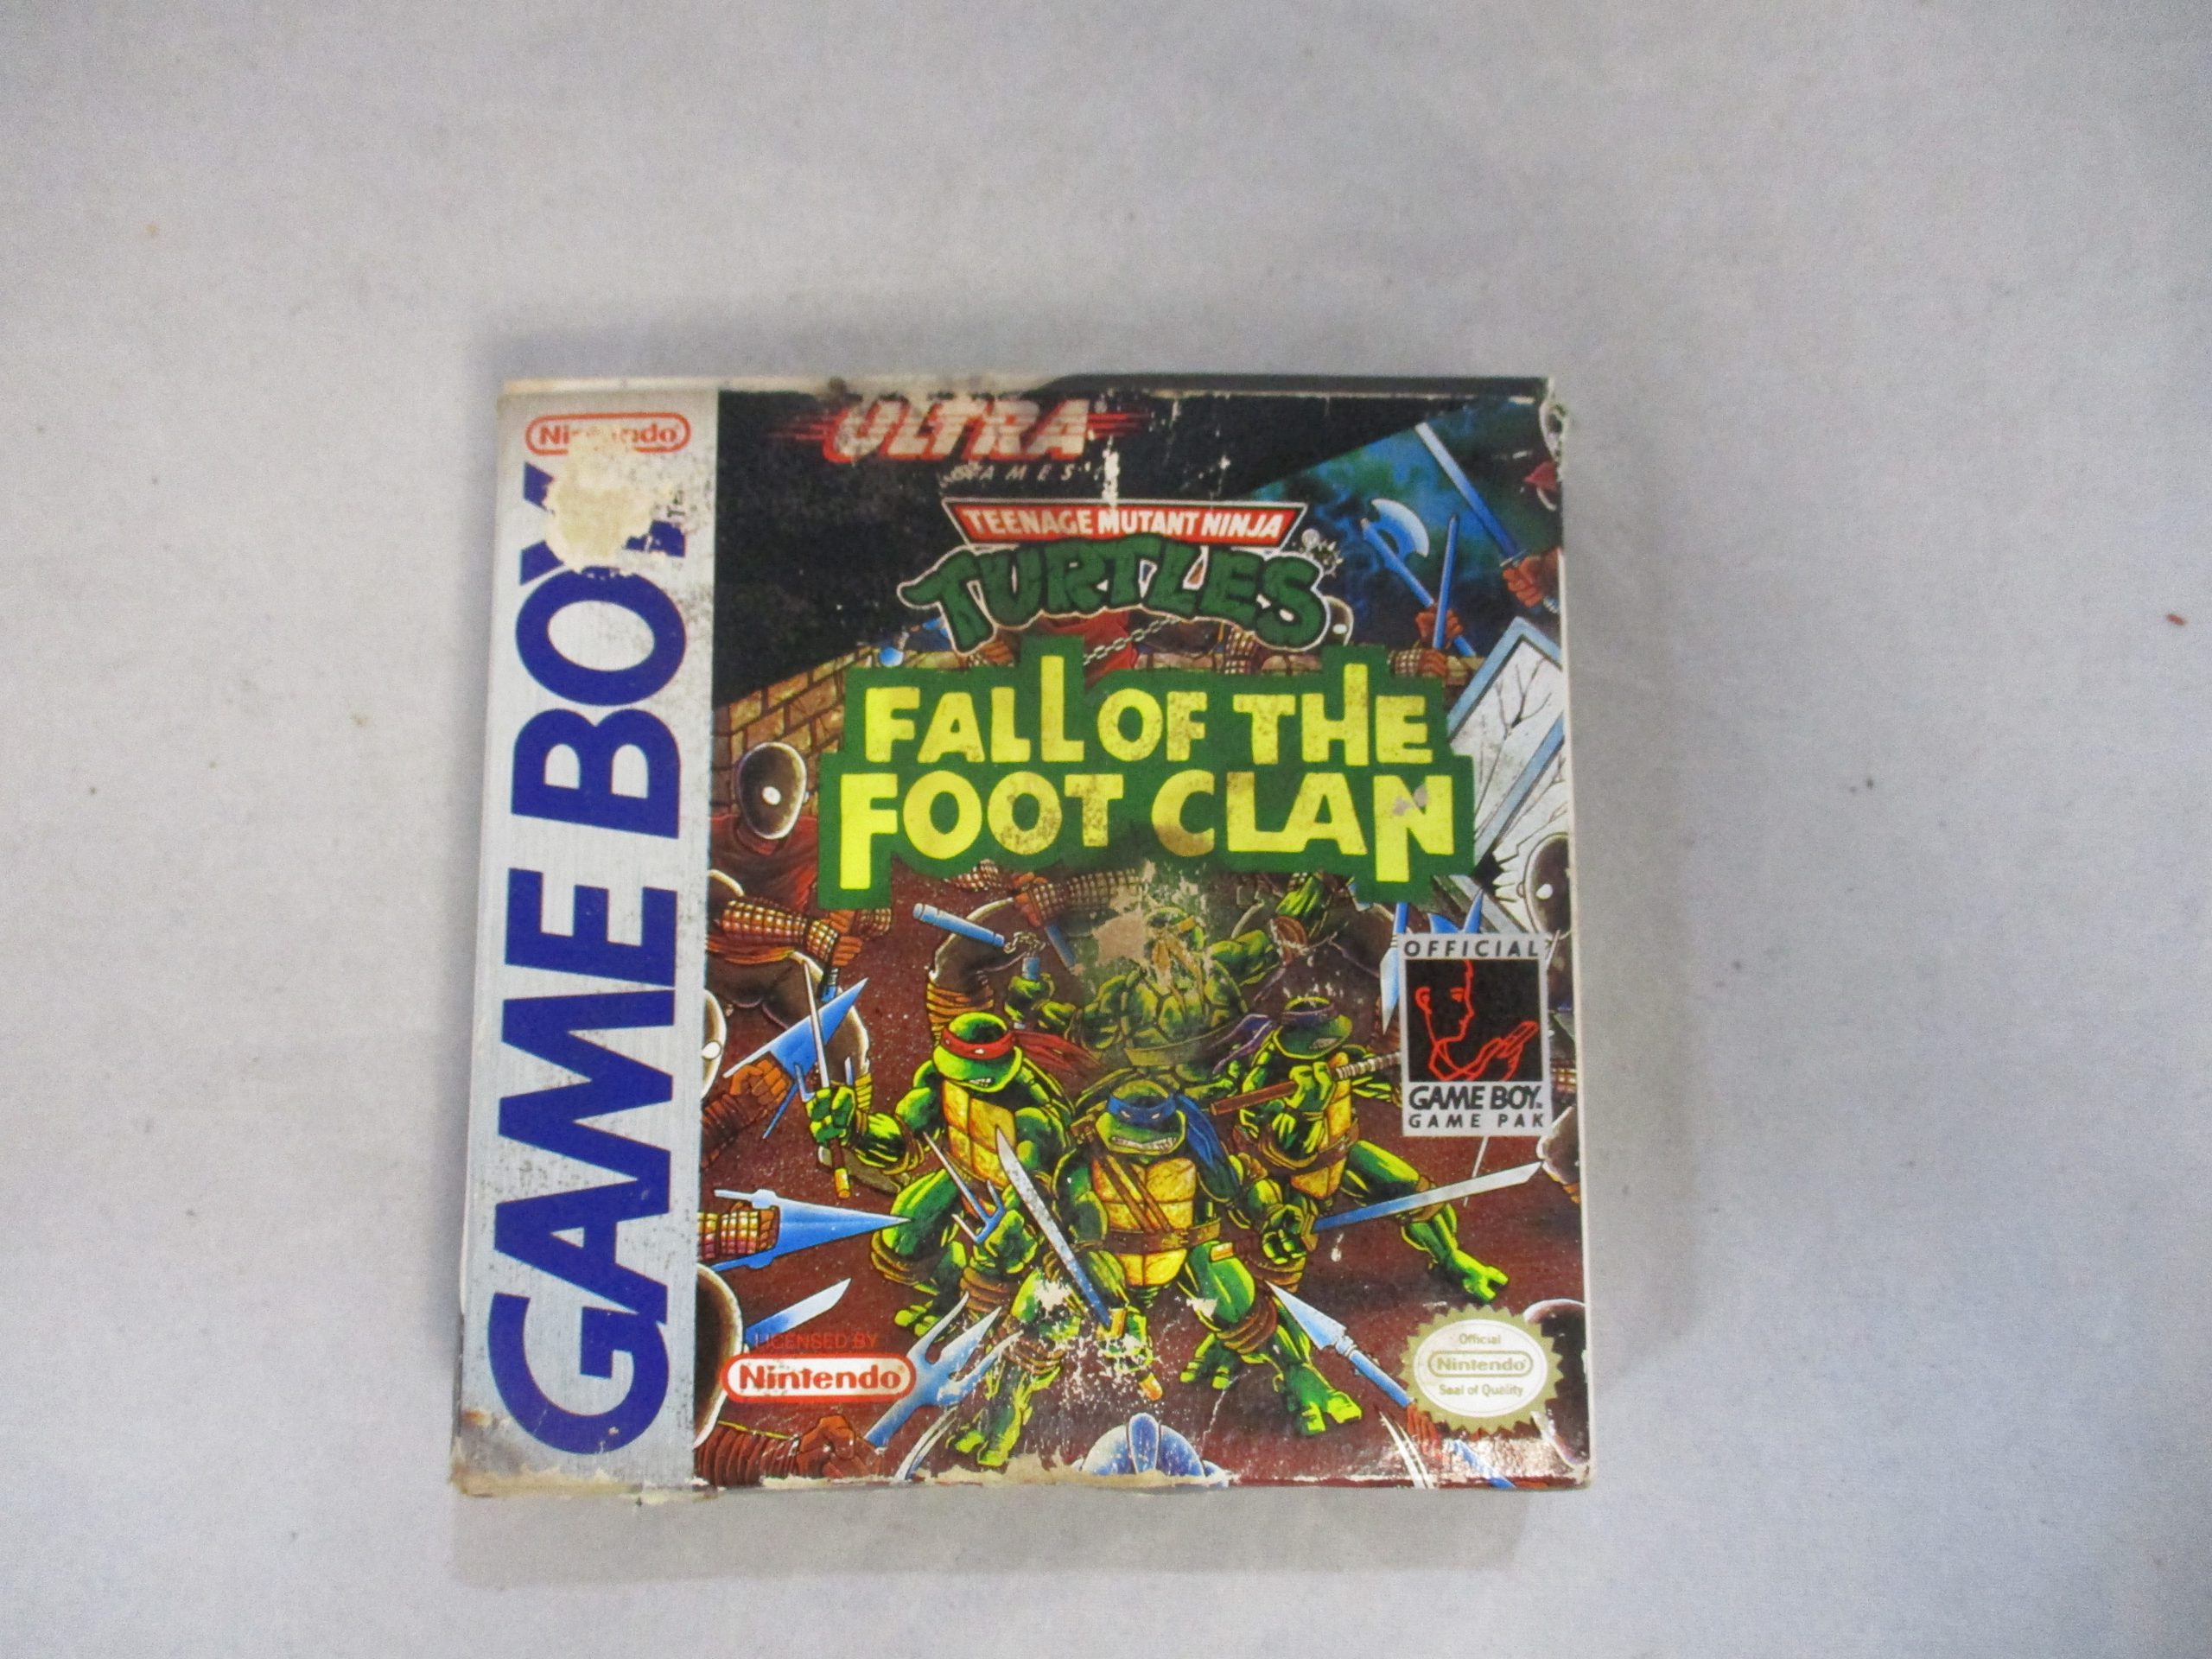 Nintendo
GAME BOY
ULTRA
GAMES
TEENAGE MUTANT NINJA
TURTLES
FALL OF THE
FOOT CLAN
OFFICIAL
GAME BOY
GAME PAK
LICENSED BY
Nintendo
Official
Nintendo
Seal of Quality